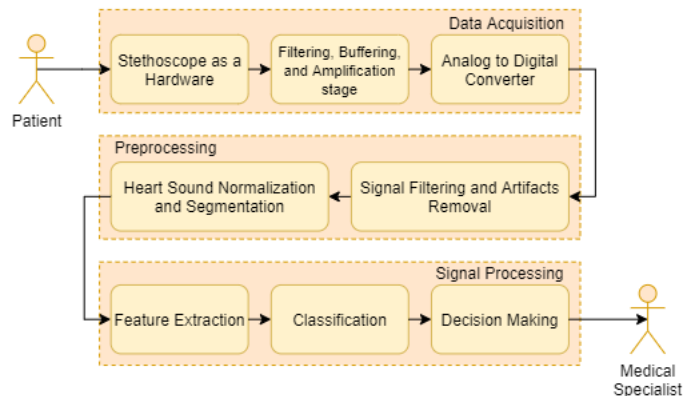 Data Acquisition
Stethoscope as a
Hardware
Filtering, Buffering,
and Amplification
stage
Analog to Digital
Converter
Patient
Preprocessing
Heart Sound Normalization
and Segmentation
Signal Filtering and Artifacts
Removal
Signal Processing
Feature Extraction
Classification
Decision Making
Medical
Specialist